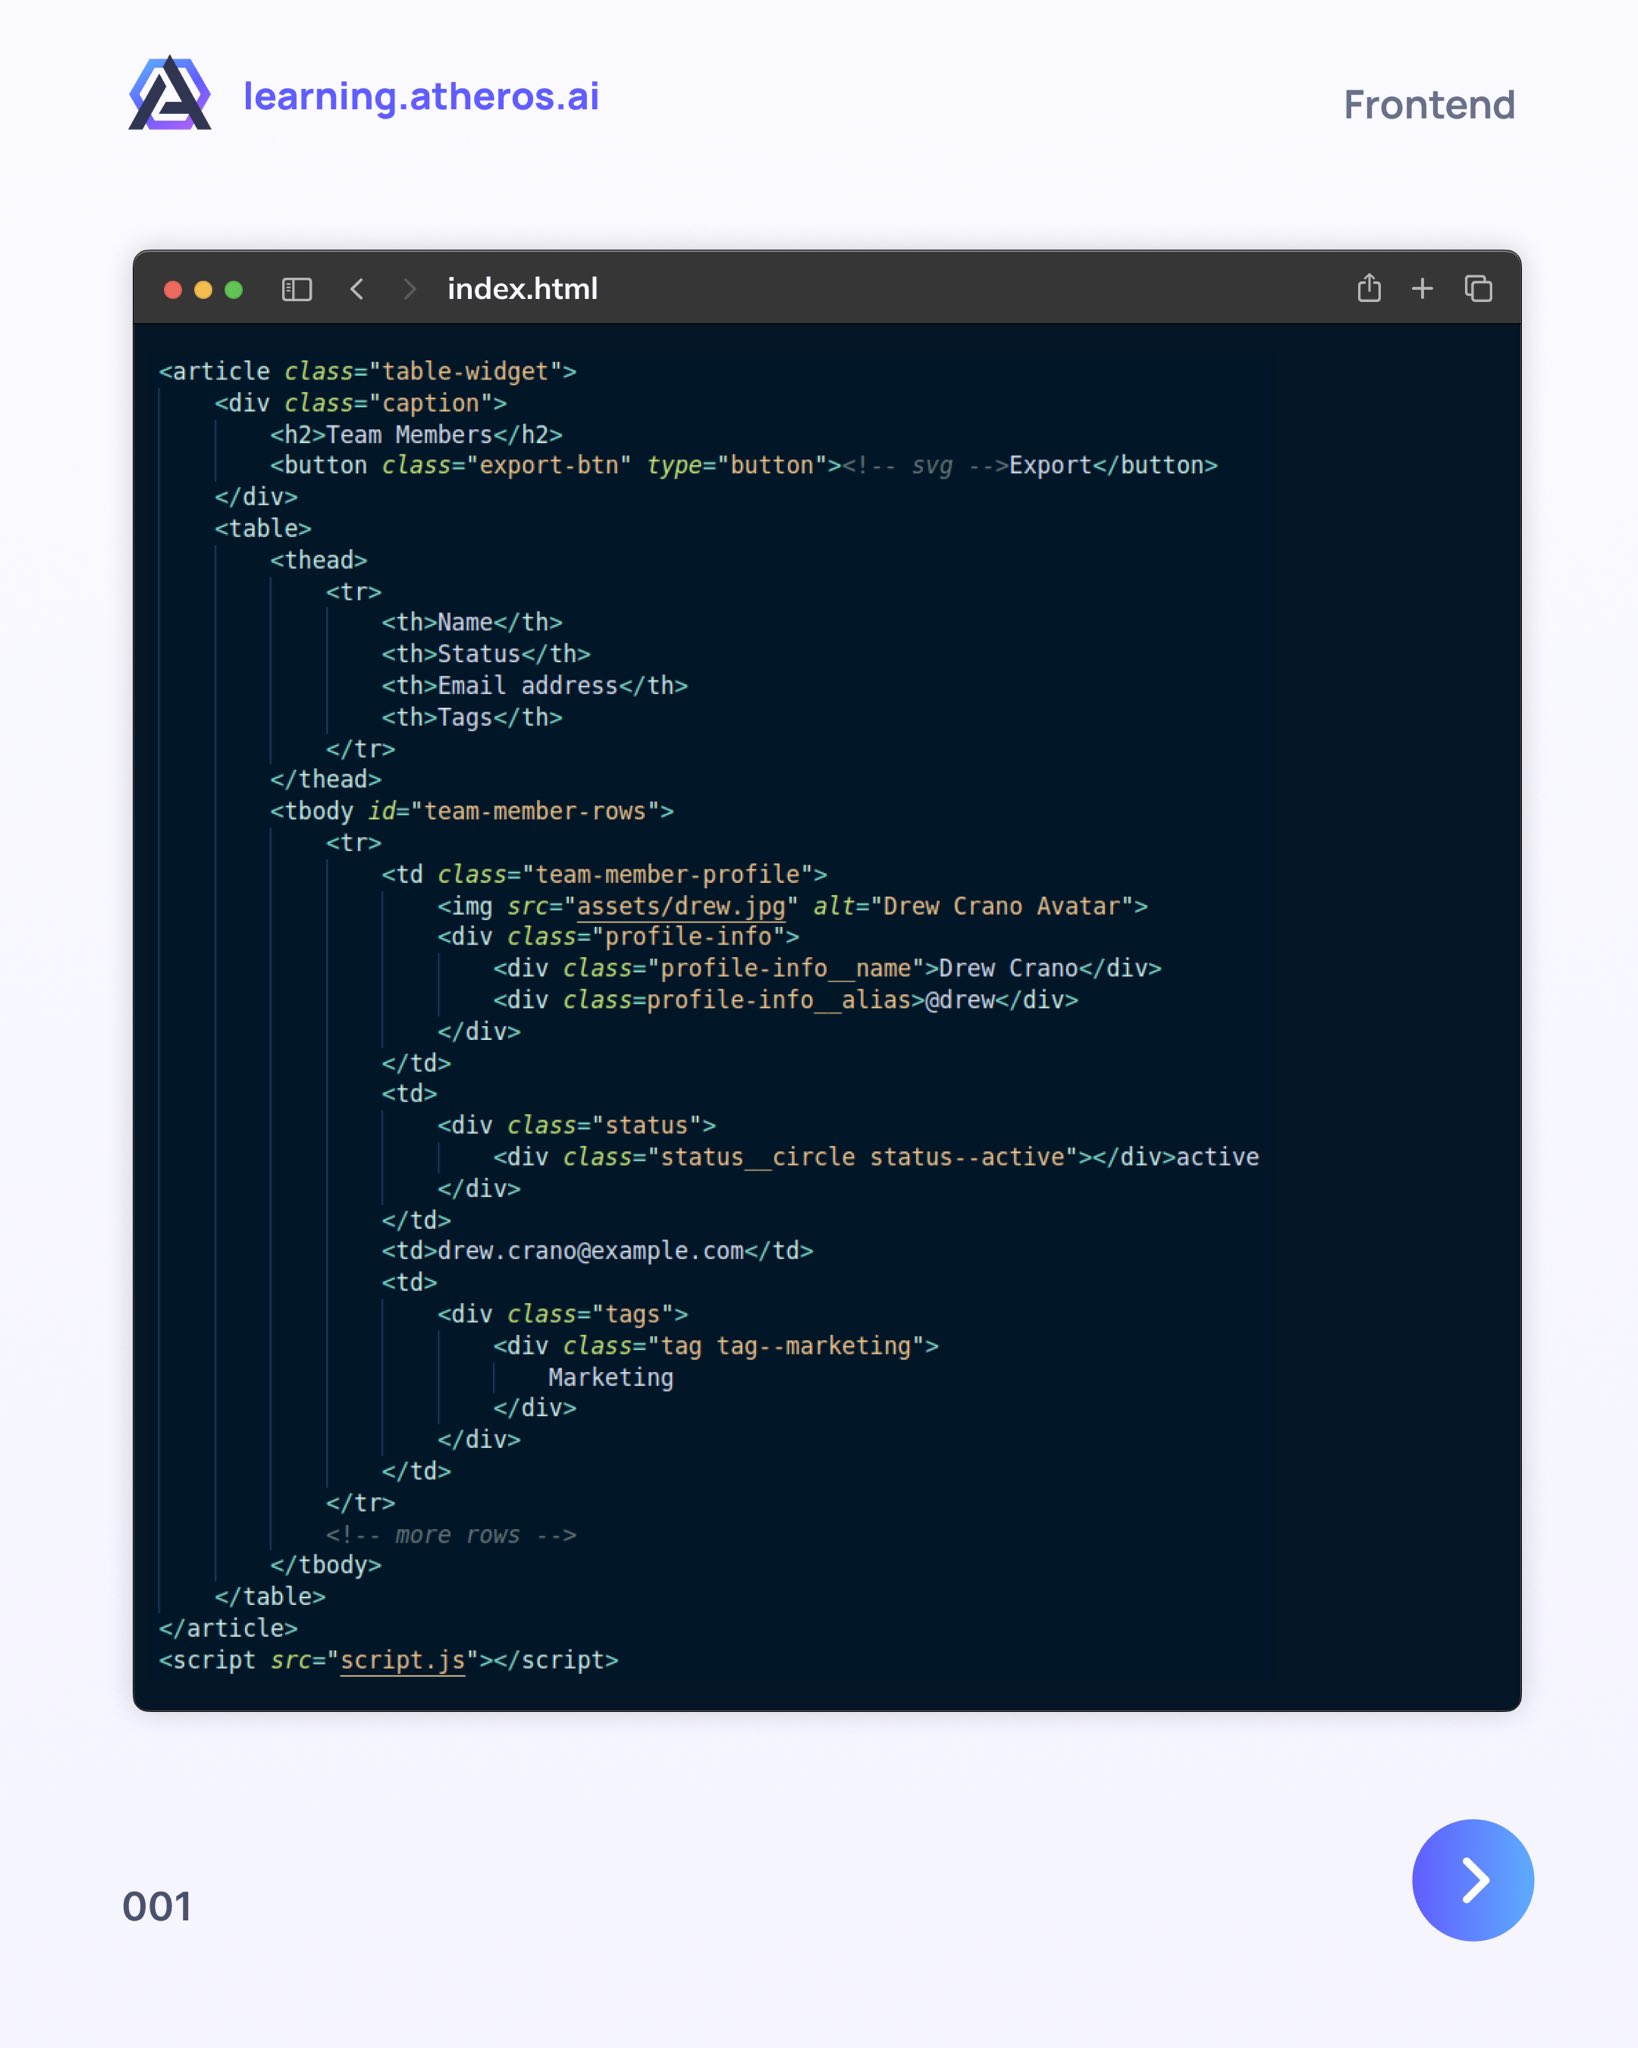 learning.atheros.ai
Frontend
index.html
<article class="table-widget">
<div class="caption">
<h2>Team Members</h2>
<button class="export-btn" type="button"><!-- svg -->Export</button>
</div>
<table>
<thead>
<tr>
<th>Name</th>
<th>Status</th>
<th>Email address</th>
<th>Tags</th>
</tr>
</thead>
<tbody id="team-member-rows">
<tr>
<td class="team-member-profile">
<img src="assets/drew.jpg" alt="Drew Crano Avatar">
<div class="profile-info">
<div class="profile-info__name">Drew Crano</div>
<div class=profile-info__alias>@drew</div>
</div>
</td>
<td>
<div class="status">
<div class="status__circle status--active"></div>active
</div>
</td>
<td>drew.crano@example.com</td>
<td>
<div class="tags">
<div class="tag tag--marketing">
Marketing
</div>
</div>
</td>
</tr>
<!-- more rows -->
</tbody>
</table>
</article>
<script src="script.js"></script>
001